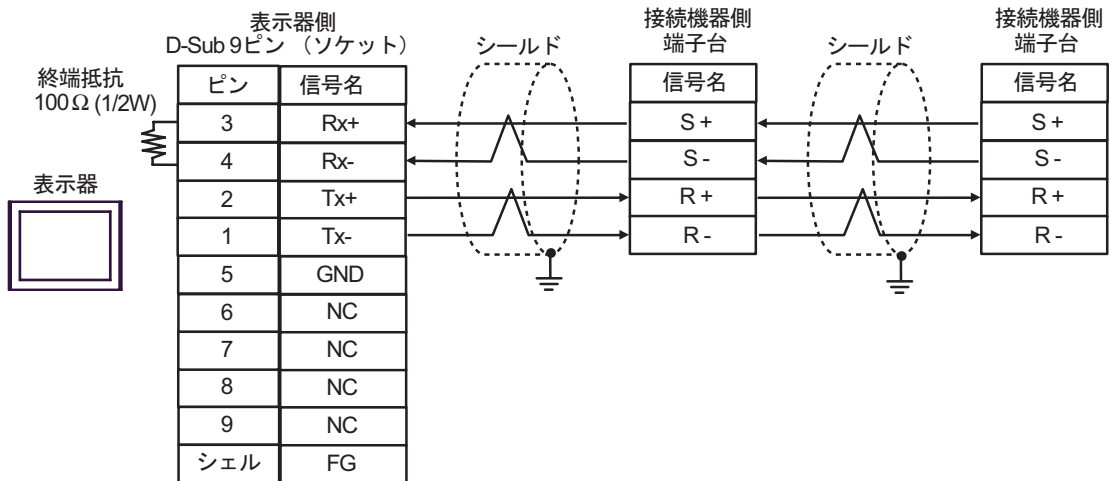 表示器側
D-Sub 9ピン （ソケット）
シールド
接続機器側
端子台
シールド
接続機器側
端子台
終端抵抗
100Ω (1/2W)
表示器
ピン 信号名
3 Rx+
4 Rx-
2 Tx+
1 Tx-
5 GND
6 NC
7 NC
8 NC
9 NC
シェル FG
信号名
S+
S-
R+
R-
信号名
S+
S-
R+
R-